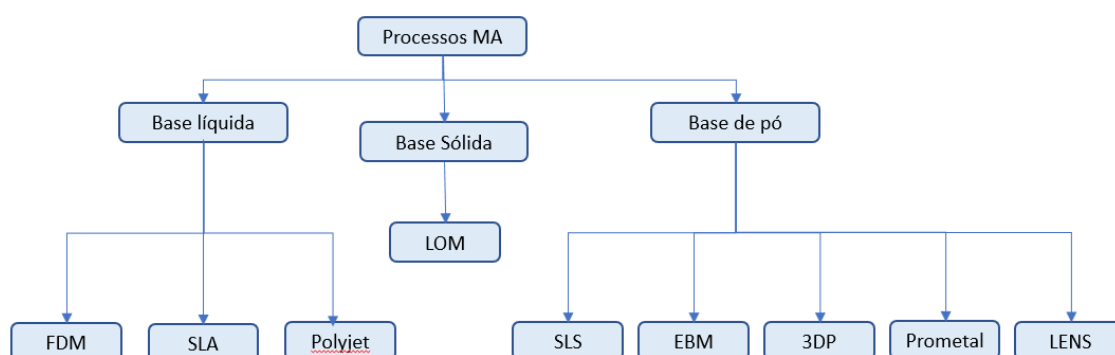 Processos MA
Base líquida
Base Sólida
Base de pó
LOM
FDM
SLA
Polyjet
SLS
EBM
3DP
Prometal
LENS